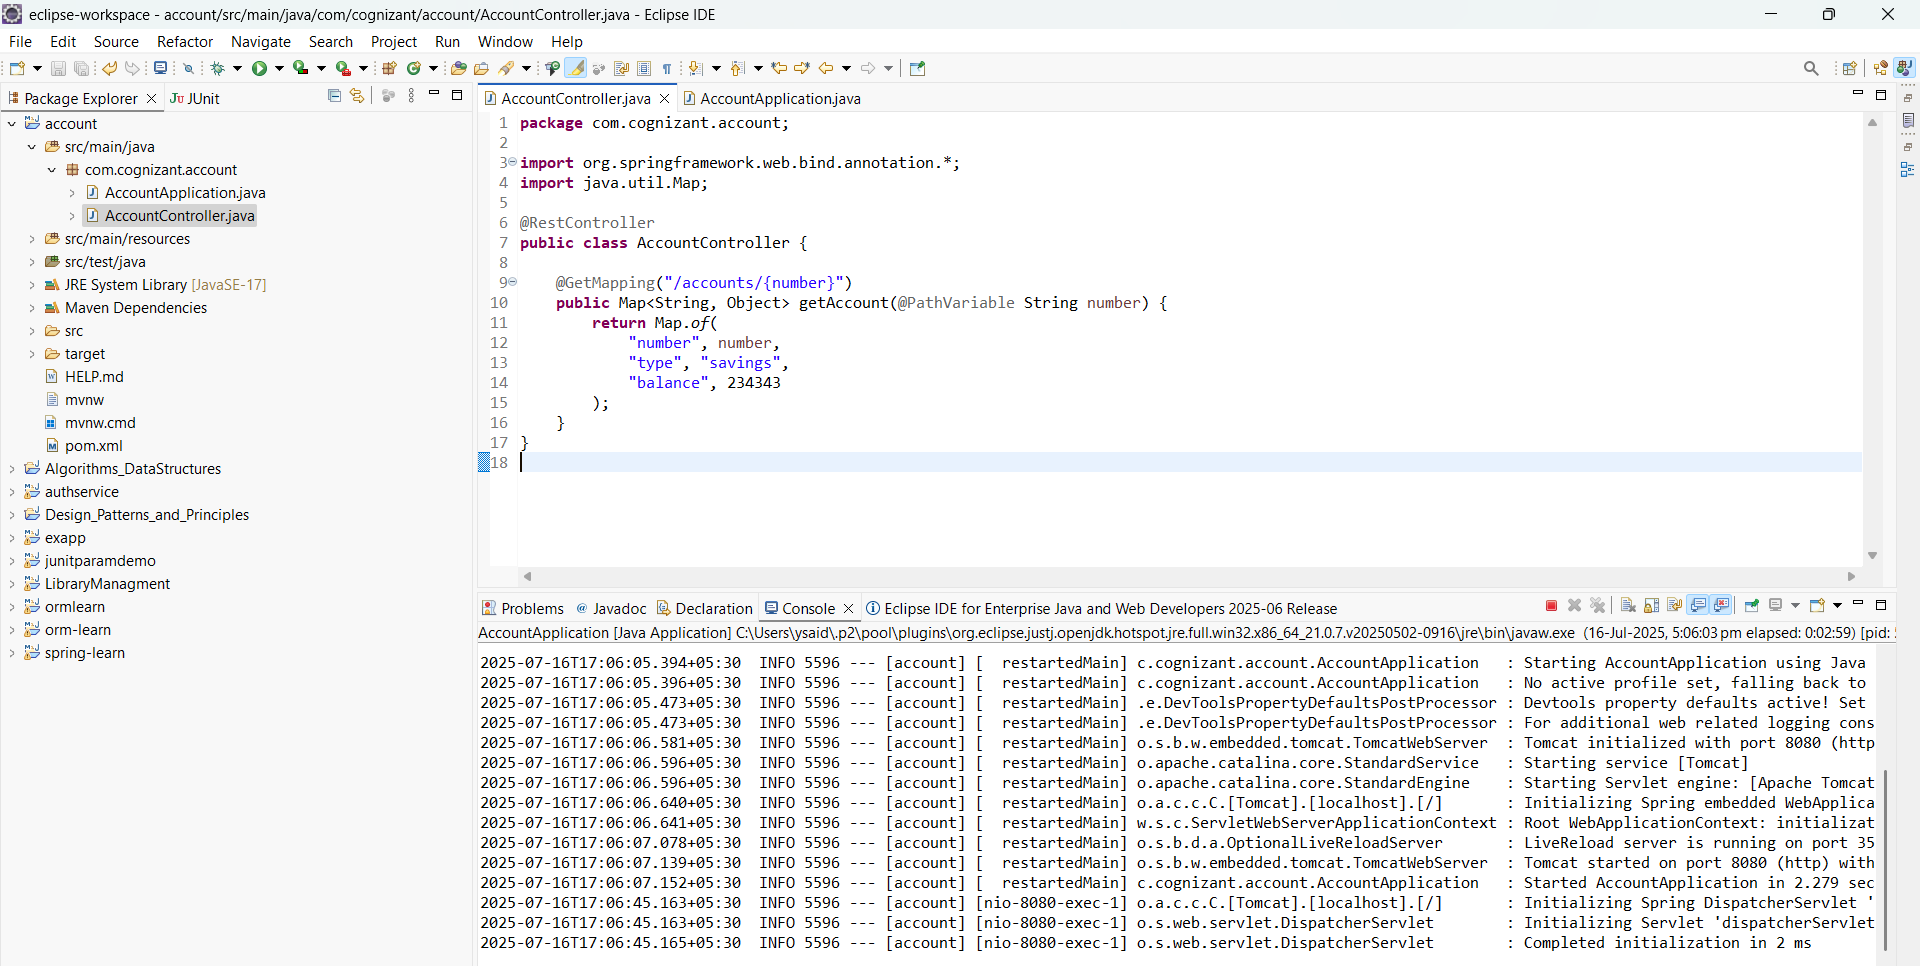 eclipse-workspace - account/src/main/java/com/cognizant/account/AccountController.java - Eclipse IDE
File Edit Source Refactor Navigate Search Project Run Window Help
Package Explorer
JUnit
account
src/main/java
com.cognizant.account
AccountApplication.java
AccountController.java
src/main/resources
src/test/java
JRE System Library [JavaSE-17]
Maven Dependencies
src
target
HELP.md
mvnw
mvnw.cmd
pom.xml
Algorithms_DataStructures
authservice
Design_Patterns_and_Principles
exapp
junitparamdemo
LibraryManagment
ormlearn
orm-learn
spring-learn
AccountController.java
AccountApplication.java
1 package com.cognizant.account;
2
3 import org.springframework.web.bind.annotation.*;
4 import java.util.Map;
5
6 @RestController
7 public class AccountController {
8
9 @GetMapping("/accounts/{number}")
10 public Map<String, Object> getAccount(@PathVariable String number) {
11 return Map.of(
12 "number", number,
13 "type", "savings",
14 "balance", 234343
15 );
16 }
17 }
18
Problems @ Javadoc Declaration Console Eclipse IDE for Enterprise Java and Web Developers 2025-06 Release
AccountApplication [Java Application] C:\Users\ysaid\.p2\pool\plugins\org.eclipse.justj.openjdk.hotspot.jre.full.win32.x86_64_21.0.7.v20250502-0916\jre\bin\javaw.exe (16-Jul-2025, 5:06:03 pm elapsed: 0:02:59) [pid:
2025-07-16T17:06:05.394+05:30 INFO 5596 --- [account] [ restartedMain] c.cognizant.account.AccountApplication : Starting AccountApplication using Java
2025-07-16T17:06:05.396+05:30 INFO 5596 --- [account] [ restartedMain] c.cognizant.account.AccountApplication : No active profile set, falling back to
2025-07-16T17:06:05.473+05:30 INFO 5596 --- [account] [ restartedMain] .e.DevToolsPropertyDefaultsPostProcessor : Devtools property defaults active! Set
2025-07-16T17:06:05.473+05:30 INFO 5596 --- [account] [ restartedMain] .e.DevToolsPropertyDefaultsPostProcessor : For additional web related logging cons
2025-07-16T17:06:06.581+05:30 INFO 5596 --- [account] [ restartedMain] o.s.b.w.embedded.tomcat.TomcatWebServer : Tomcat initialized with port 8080 (http
2025-07-16T17:06:06.596+05:30 INFO 5596 --- [account] [ restartedMain] o.apache.catalina.core.StandardService : Starting service [Tomcat]
2025-07-16T17:06:06.596+05:30 INFO 5596 --- [account] [ restartedMain] o.apache.catalina.core.StandardEngine : Starting Servlet engine: [Apache Tomcat
2025-07-16T17:06:06.640+05:30 INFO 5596 --- [account] [ restartedMain] o.a.c.c.C.[Tomcat].[localhost].[/] : Initializing Spring embedded WebApplica
2025-07-16T17:06:06.641+05:30 INFO 5596 --- [account] [ restartedMain] w.s.c.ServletWebServerApplicationContext : Root WebApplicationContext: initializat
2025-07-16T17:06:07.078+05:30 INFO 5596 --- [account] [ restartedMain] o.s.b.d.a.OptionalLiveReloadServer : LiveReload server is running on port 35
2025-07-16T17:06:07.139+05:30 INFO 5596 --- [account] [ restartedMain] o.s.b.w.embedded.tomcat.TomcatWebServer : Tomcat started on port 8080 (http) with
2025-07-16T17:06:07.152+05:30 INFO 5596 --- [account] [ restartedMain] c.cognizant.account.AccountApplication : Started AccountApplication in 2.279 sec
2025-07-16T17:06:45.163+05:30 INFO 5596 --- [account] [nio-8080-exec-1] o.a.c.c.C.[Tomcat].[localhost].[/] : Initializing Spring DispatcherServlet '
2025-07-16T17:06:45.163+05:30 INFO 5596 --- [account] [nio-8080-exec-1] o.s.web.servlet.DispatcherServlet : Initializing Servlet 'dispatcherServlet
2025-07-16T17:06:45.165+05:30 INFO 5596 --- [account] [nio-8080-exec-1] o.s.web.servlet.DispatcherServlet : Completed initialization in 2 ms